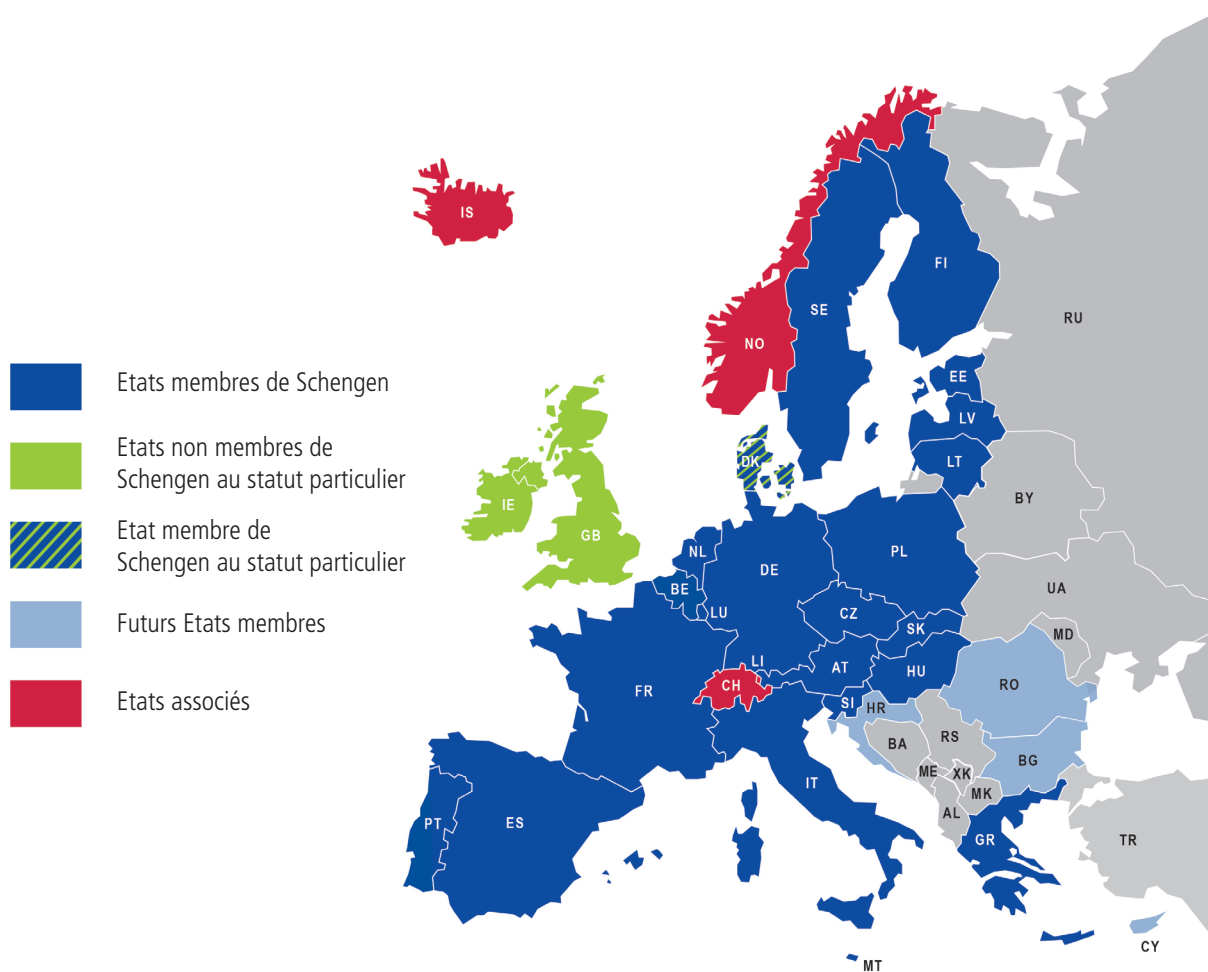 Etats membres de Schengen
Etats non membres de
Schengen au statut particulier
Etat membre de
Schengen au statut particulier
Futurs Etats membres
Etats associés
IS
FI
SE
RU
NO
EE
LV
LT
DK
BY
IE
GB
NL
PL
DE
BE
UA
LU
CZ
SK
MD
LI
AT
HU
CH
FR
RO
SI
HR
RS
BA
BG
ME
XK
IT
MK
AL
PT
ES
GR
TR
CY
MT